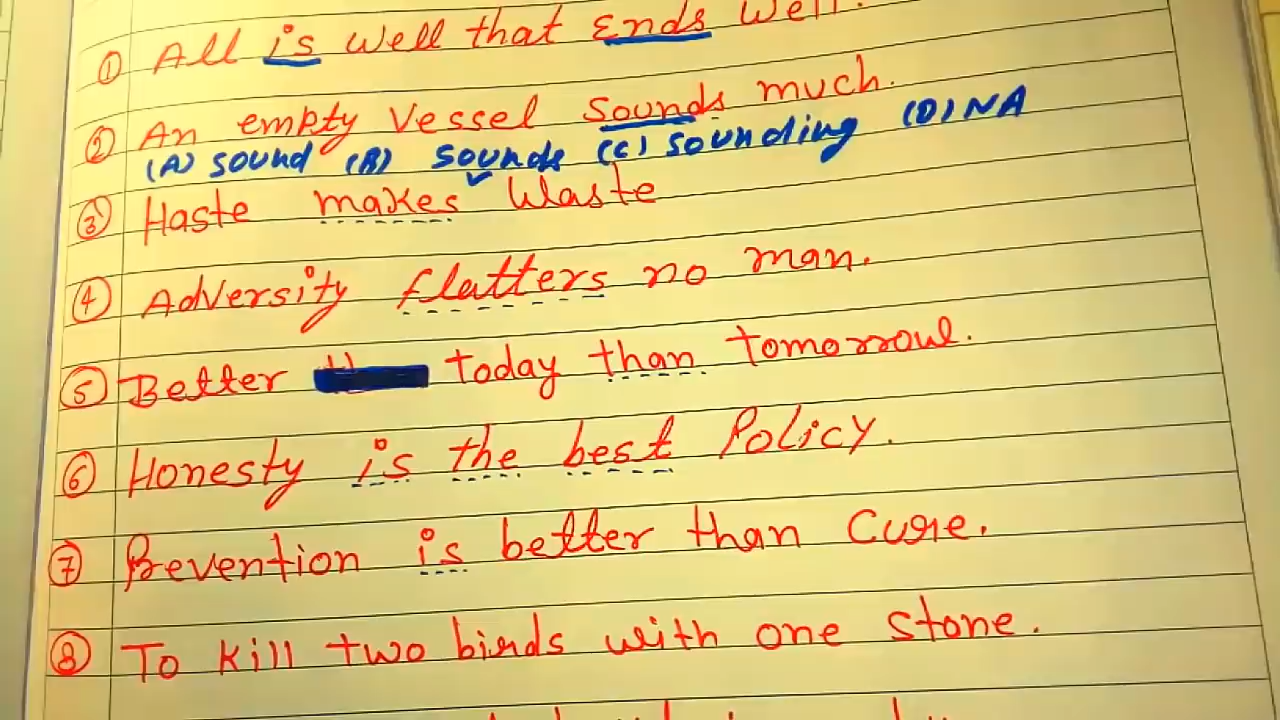 ① All is well that Ends well.
② An empty Vessel sounds much.
(A) sound (B) sounds (C) sounding (D) NA
③ Haste makes Waste
④ Adversity flatters no man.
⑤ Better today than tomorrow.
⑥ Honesty is the best Policy.
⑦ Prevention is better than Cure.
⑧ To kill two birds with one stone.